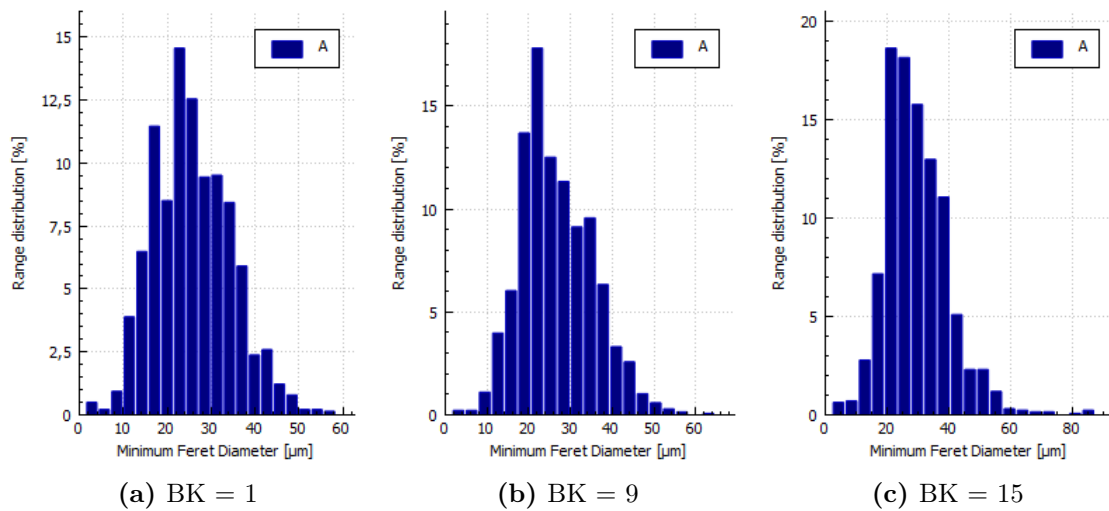 15
12,5
10
7,5
5
2,5
0
Range distribution [%]
A
0 10 20 30 40 50 60
Minimum Feret Diameter [µm]
(a) BK = 1
15
10
5
0
Range distribution [%]
A
0 10 20 30 40 50 60
Minimum Feret Diameter [µm]
(b) BK = 9
20
15
10
5
0
Range distribution [%]
A
0 20 40 60 80
Minimum Feret Diameter [µm]
(c) BK = 15